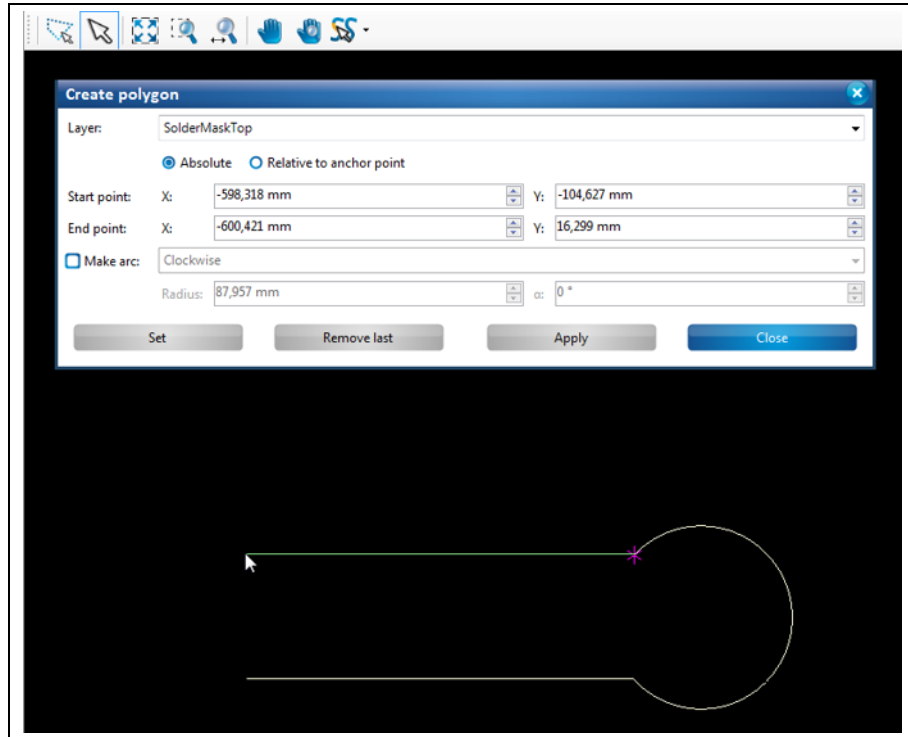 Create polygon
Layer: SolderMaskTop
Absolute Relative to anchor point
Start point: X: -598,318 mm Y: -104,627 mm
End point: X: -600,421 mm Y: 16,299 mm
Make arc: Clockwise
Radius: 87,957 mm α: 0 °
Set Remove last Apply Close